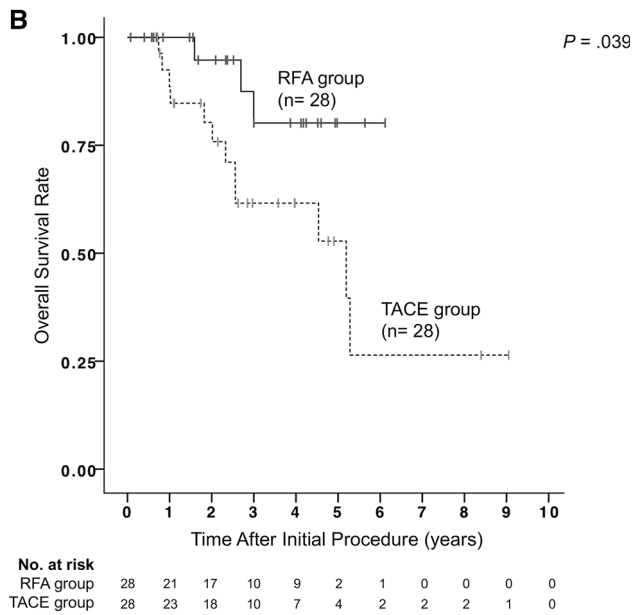 B
P = .039
1.00
0.75
0.50
0.25
0.00
Overall Survival Rate
RFA group
(n= 28)
TACE group
(n= 28)
0 1 2 3 4 5 6 7 8 9 10
Time After Initial Procedure (years)
No. at risk
RFA group 28 21 17 10 9 2 1 0 0 0 0
TACE group 28 23 18 10 7 4 2 2 2 1 0